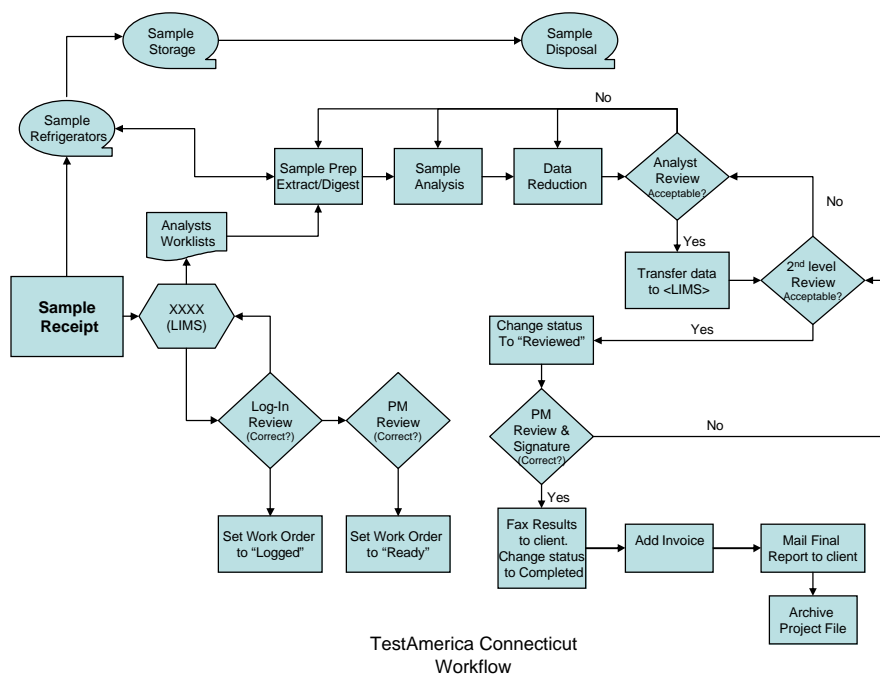 Sample
Storage
Sample
Disposal
Sample
Refrigerators
No
Sample Prep
Extract/Digest
Sample
Analysis
Data
Reduction
Analyst
Review
Acceptable?
No
Analysts
Worklists
Yes
Transfer data
to <LIMS>
2nd level
Review
Acceptable?
Sample
Receipt
XXXX
(LIMS)
Yes
Change status
To “Reviewed”
Log-In
Review
(Correct?)
PM
Review
(Correct?)
PM
Review &
Signature
(Correct?)
No
Yes
Set Work Order
to “Logged”
Set Work Order
to “Ready”
Fax Results
to client.
Change status
to Completed
Add Invoice
Mail Final
Report to client
Archive
Project File
TestAmerica Connecticut
Workflow